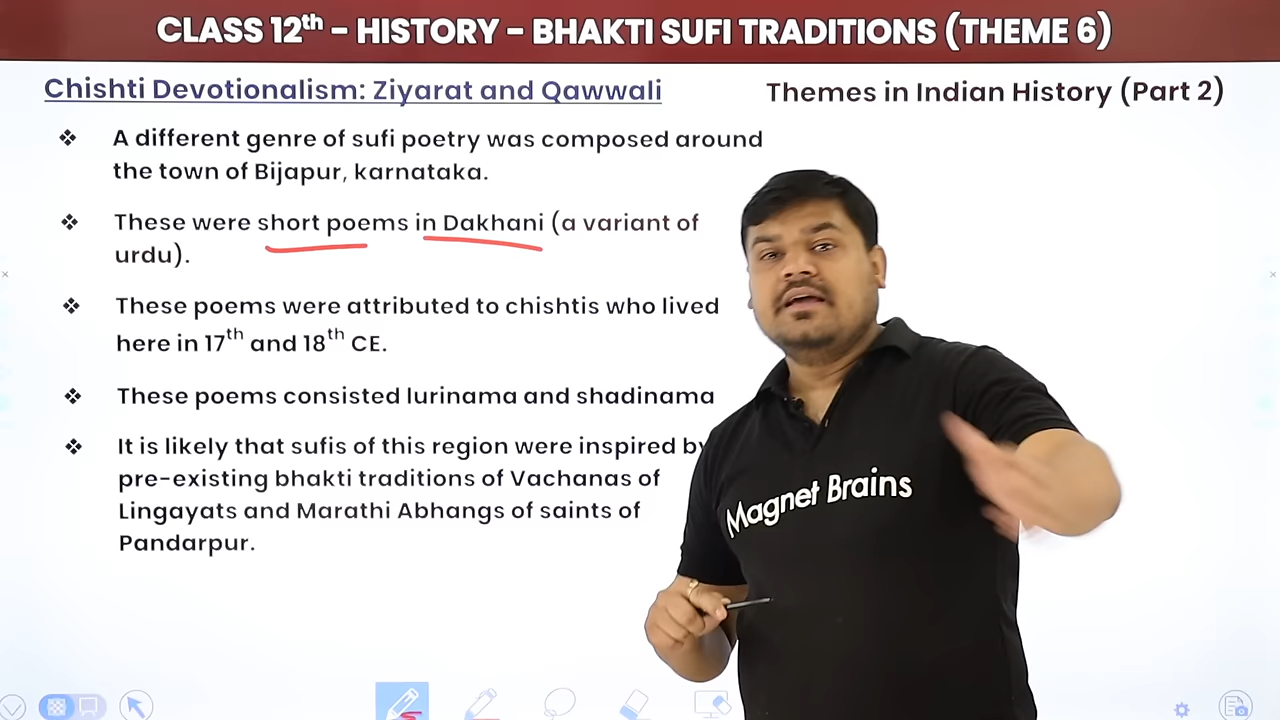 CLASS 12th – HISTORY – BHAKTI SUFI TRADITIONS (THEME 6)
Chishti Devotionalism: Ziyarat and Qawwali
Themes in Indian History (Part 2)
❖ A different genre of sufi poetry was composed around
the town of Bijapur, karnataka.
❖ These were short poems in Dakhani (a variant of
urdu).
❖ These poems were attributed to chishtis who lived
here in 17th and 18th CE.
❖ These poems consisted lurinama and shadinama
❖ It is likely that sufis of this region were inspired by
pre-existing bhakti traditions of Vachanas of
Lingayats and Marathi Abhangs of saints of
Pandarpur.
Magnet Brains